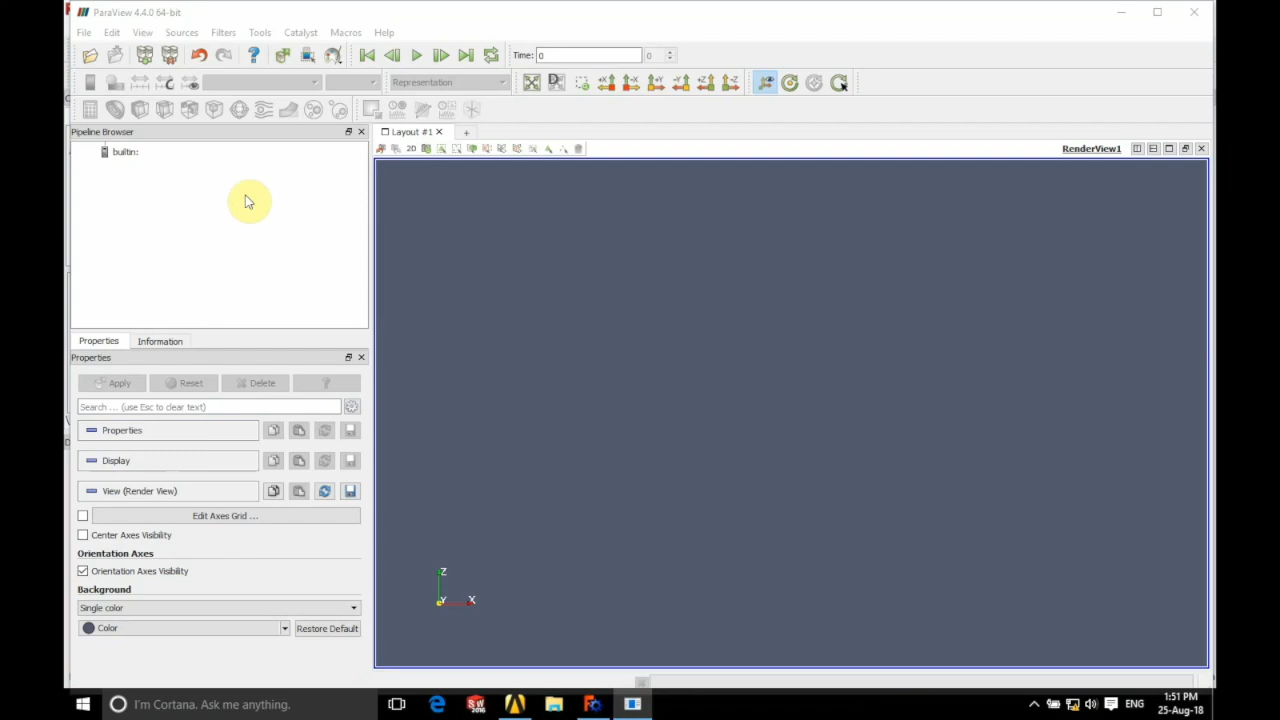 ParaView 4.4.0 64-bit
File Edit View Sources Filters Tools Catalyst Macros Help
Time: 0 0
Representation
+X -X +Y -Y +Z -Z
Pipeline Browser
Layout #1
builtin:
2D
RenderView1
Properties Information
Properties
Apply Reset Delete ?
Search ... (use Esc to clear text)
Properties
Display
View (Render View)
Edit Axes Grid ...
Center Axes Visibility
Orientation Axes
Orientation Axes Visibility
Background
Single color
Color Restore Default
Z
Y X
I'm Cortana. Ask me anything.
SW
2016
ENG
1:51 PM
25-Aug-18